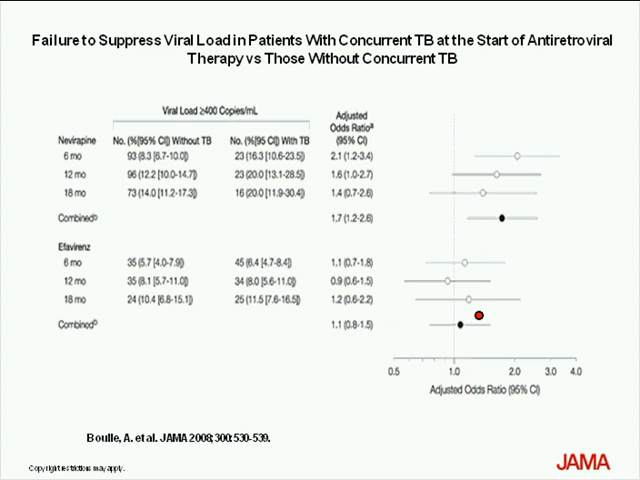 Failure to Suppress Viral Load in Patients With Concurrent TB at the Start of Antiretroviral
Therapy vs Those Without Concurrent TB
Viral Load ≥400 Copies/mL
Adjusted
Odds Ratioᵃ
(95% CI)
Nevirapine No. (%[95% CI]) Without TB No. (%[95% CI]) With TB
6 mo 93 (8.3 [6.7-10.0]) 23 (16.3 [10.6-23.5]) 2.1 (1.2-3.4)
12 mo 96 (12.2 [10.0-14.7]) 23 (20.0 [13.1-28.5]) 1.6 (1.0-2.7)
18 mo 73 (14.0 [11.2-17.3]) 16 (20.0 [11.9-30.4]) 1.4 (0.7-2.6)
Combinedᵇ 1.7 (1.2-2.6)
Efavirenz
6 mo 35 (5.7 [4.0-7.9]) 45 (6.4 [4.7-8.4]) 1.1 (0.7-1.8)
12 mo 35 (8.1 [5.7-11.0]) 34 (8.0 [5.6-11.0]) 0.9 (0.6-1.5)
18 mo 24 (10.4 [6.8-15.1]) 25 (11.5 [7.6-16.5]) 1.2 (0.6-2.2)
Combinedᵇ 1.1 (0.8-1.5)
0.5 1.0 2.0 3.0 4.0
Adjusted Odds Ratio (95% CI)
Boulle, A. et al. JAMA 2008;300:530-539.
Copyright restrictions may apply.
JAMA